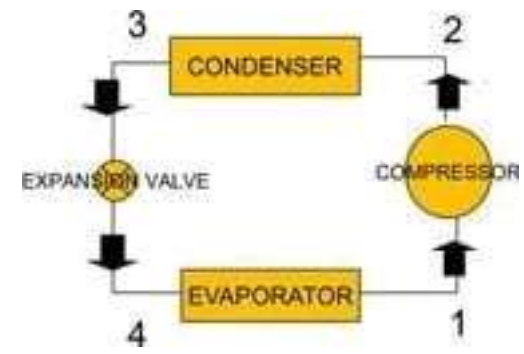 3
2
CONDENSER
COMPRESSOR
EXPANSION VALVE
EVAPORATOR
4
1